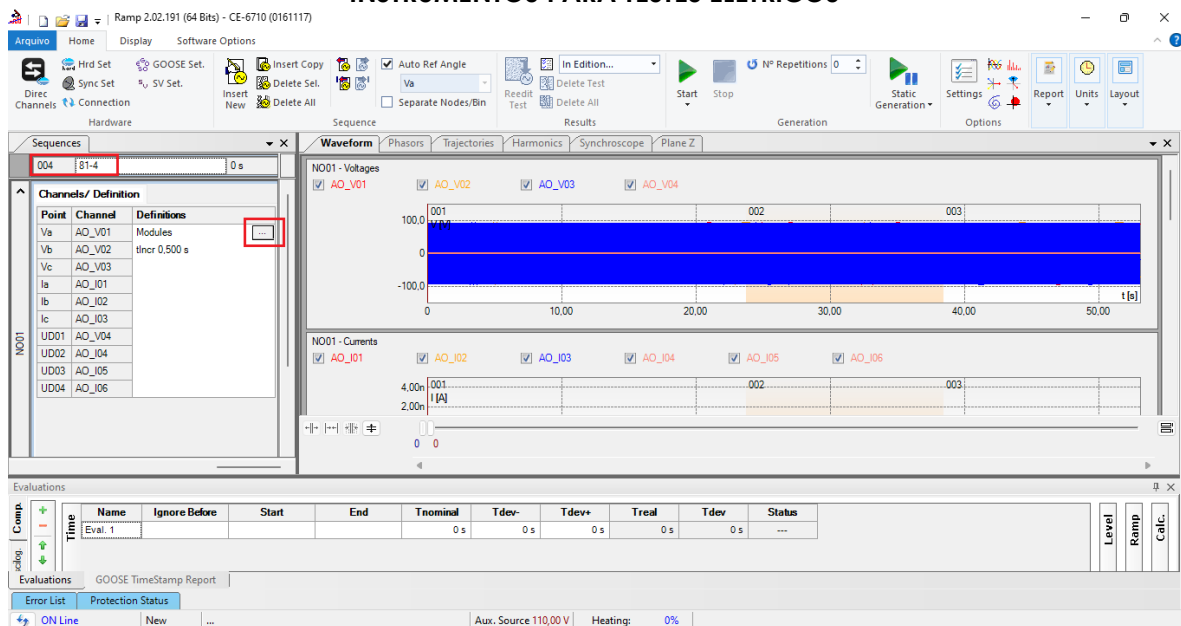 INSTRUMENTOS PARA TESTES ELÉTRICOS
Ramp 2.02.191 (64 Bits) - CE-6710 (0161117)
Arquivo Home Display Software Options
Direc Channels
Hrd Set
Sync Set
Connection
GOOSE Set.
SV Set.
Hardware
Insert New
Insert Copy
Delete Sel.
Delete All
Auto Ref Angle
Va
Separate Nodes/Bin
Sequence
Reedit Test
In Edition...
Delete Test
Delete All
Results
Start
Stop
Nº Repetitions 0
Static Generation
Generation
Settings
Options
Report
Units
Layout
Sequences
004 81-4 0 s
NO01
Channels/ Definition
Point Channel Definitions
Va AO_V01 Modules ...
Vb AO_V02 tIncr 0,500 s
Vc AO_V03
Ia AO_I01
Ib AO_I02
Ic AO_I03
UD01 AO_V04
UD02 AO_I04
UD03 AO_I05
UD04 AO_I06
Waveform Phasors Trajectories Harmonics Synchroscope Plane Z
NO01 - Voltages
AO_V01 AO_V02 AO_V03 AO_V04
001 002 003
V [V]
100,0
0
-100,0
t [s]
0 10,00 20,00 30,00 40,00 50,00
NO01 - Currents
AO_I01 AO_I02 AO_I03 AO_I04 AO_I05 AO_I06
4,00n 001 002 003
I [A]
2,00n
0 0
Evaluations
Comp.
Time
Name Ignore Before Start End Tnominal Tdev- Tdev+ Treal Tdev Status
Eval. 1 0 s 0 s 0 s 0 s 0 s ---
Level
Ramp
Calc.
Evaluations GOOSE TimeStamp Report
Error List Protection Status
ON Line New ... Aux. Source 110,00 V Heating: 0%